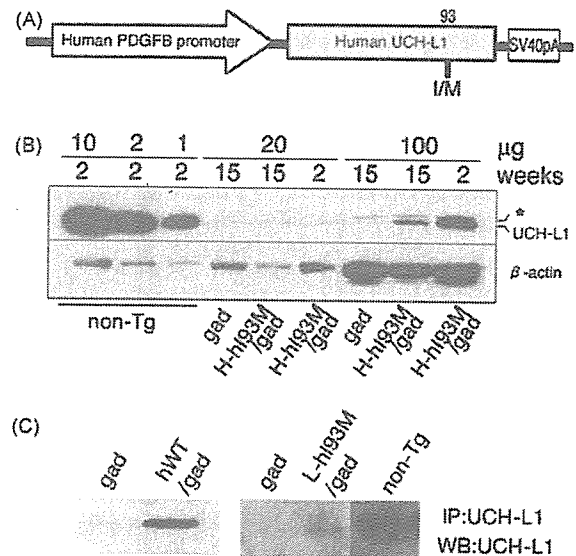 (A)
93
Human PDGFB promoter
Human UCH-L1
SV40pA
I/M
(B)
10 2 1 20 100 μg
2 2 2 15 15 2 15 15 2 weeks
*
UCH-L1
β-actin
non-Tg
gad
H-hI93M
/gad
H-hI93M
/gad
gad
H-hI93M
/gad
H-hI93M
/gad
(C)
gad
hWT
/gad
gad
L-hI93M
/gad
non-Tg
IP:UCH-L1
WB:UCH-L1